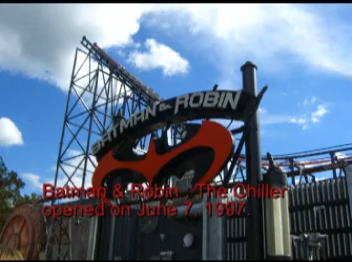 BATMAN & ROBIN
Batman & Robin : The Chiller
opened on June 7, 1997.